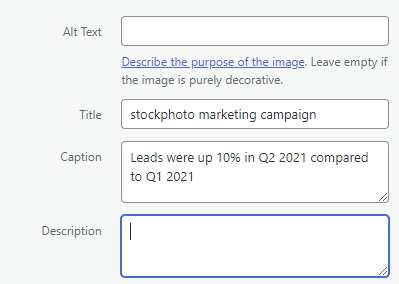 Alt Text
Describe the purpose of the image. Leave empty if
the image is purely decorative.
Title
stockphoto marketing campaign
Caption
Leads were up 10% in Q2 2021 compared
to Q1 2021
Description